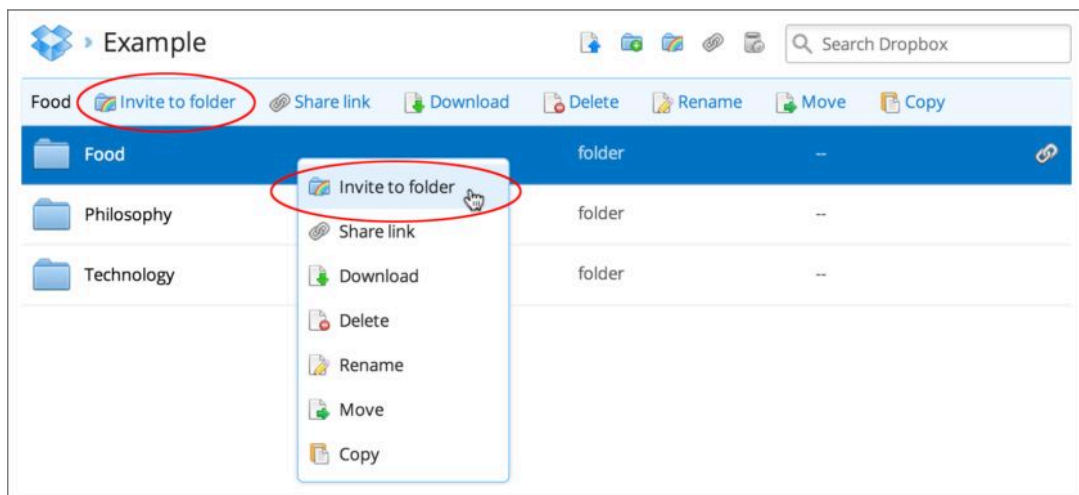 Example
Search Dropbox
Food Invite to folder Share link Download Delete Rename Move Copy
Food folder --
Invite to folder
Philosophy folder --
Share link
Technology folder --
Download
Delete
Rename
Move
Copy